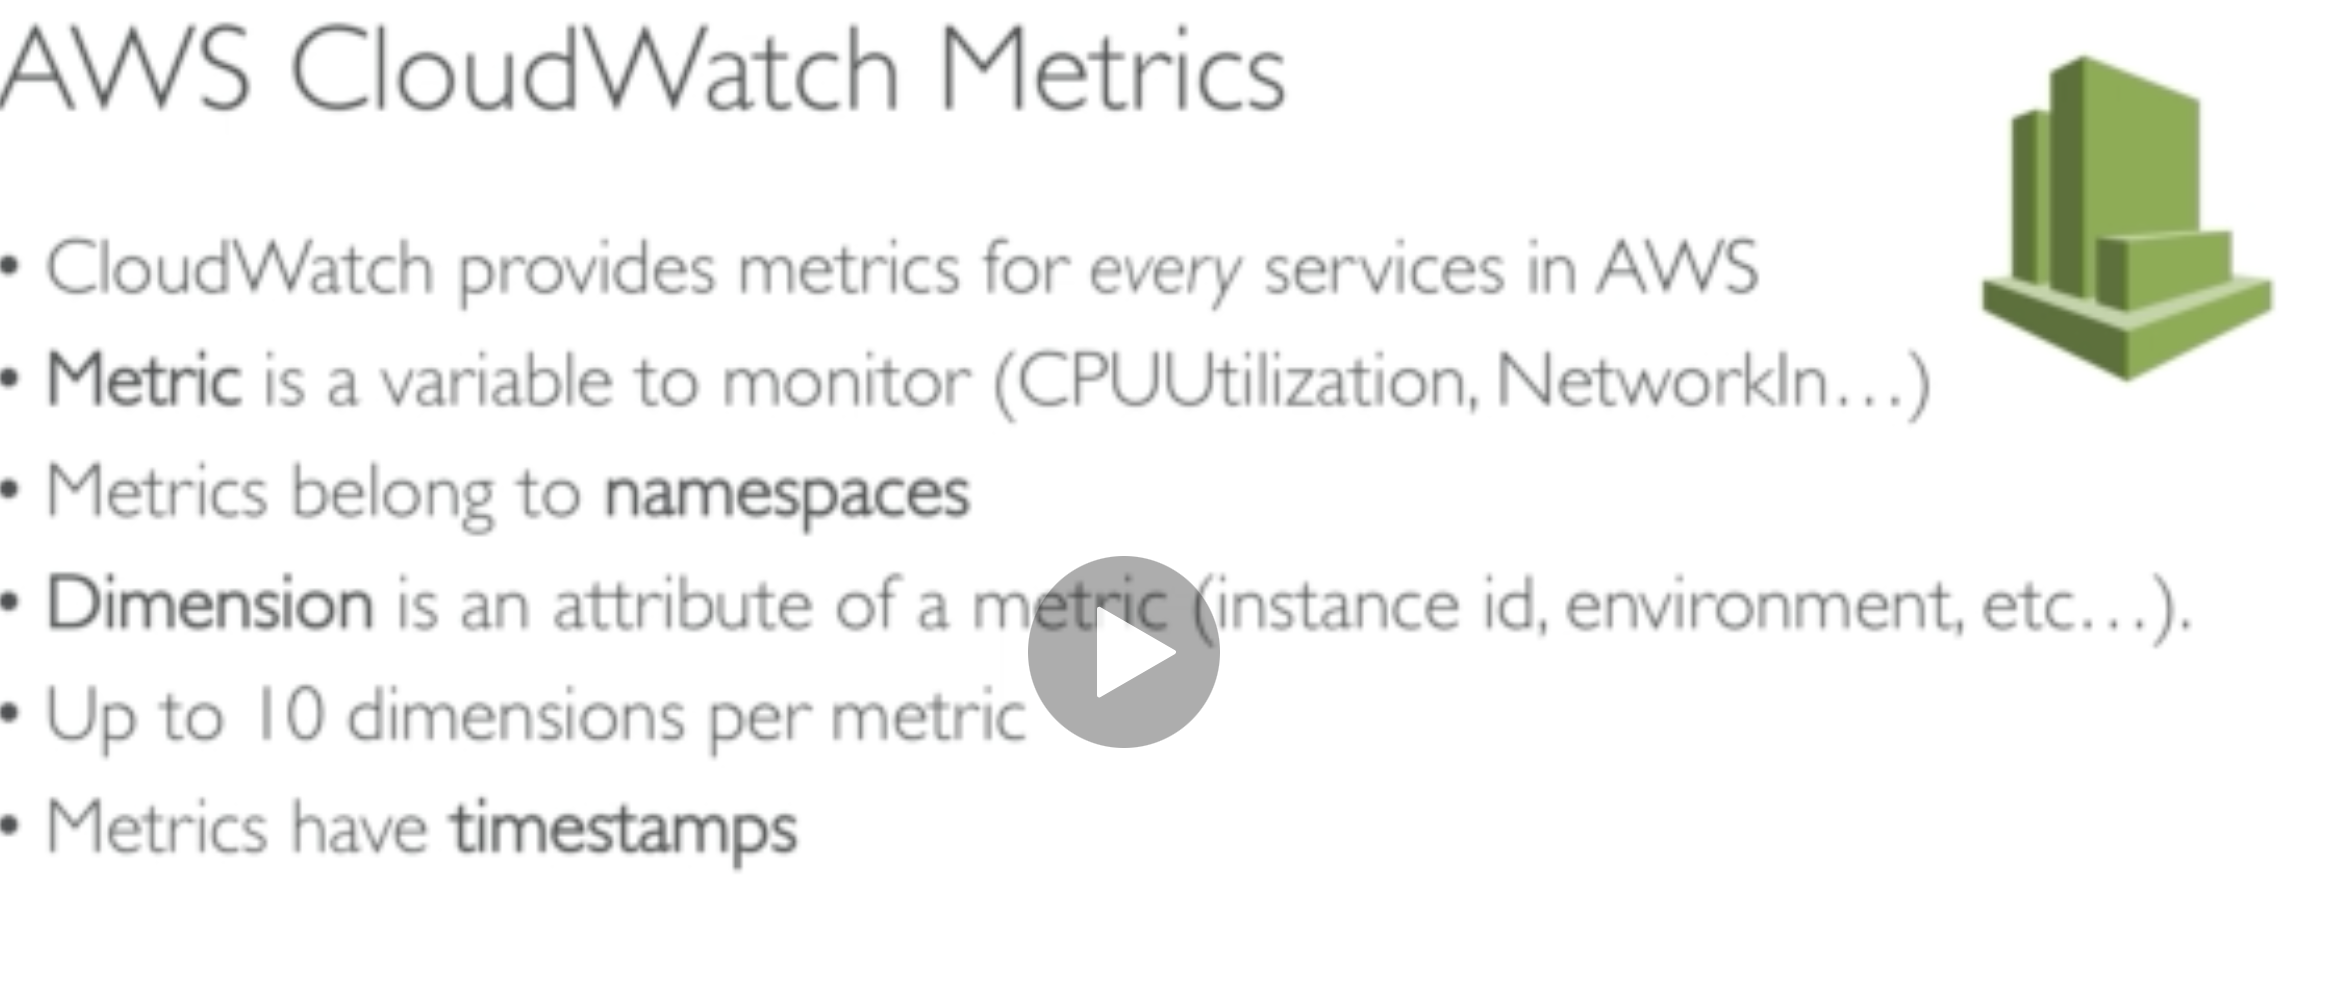 AWS CloudWatch Metrics
• CloudWatch provides metrics for every services in AWS
• Metric is a variable to monitor (CPUUtilization, NetworkIn…)
• Metrics belong to namespaces
• Dimension is an attribute of a metric (instance id, environment, etc…).
• Up to 10 dimensions per metric
• Metrics have timestamps